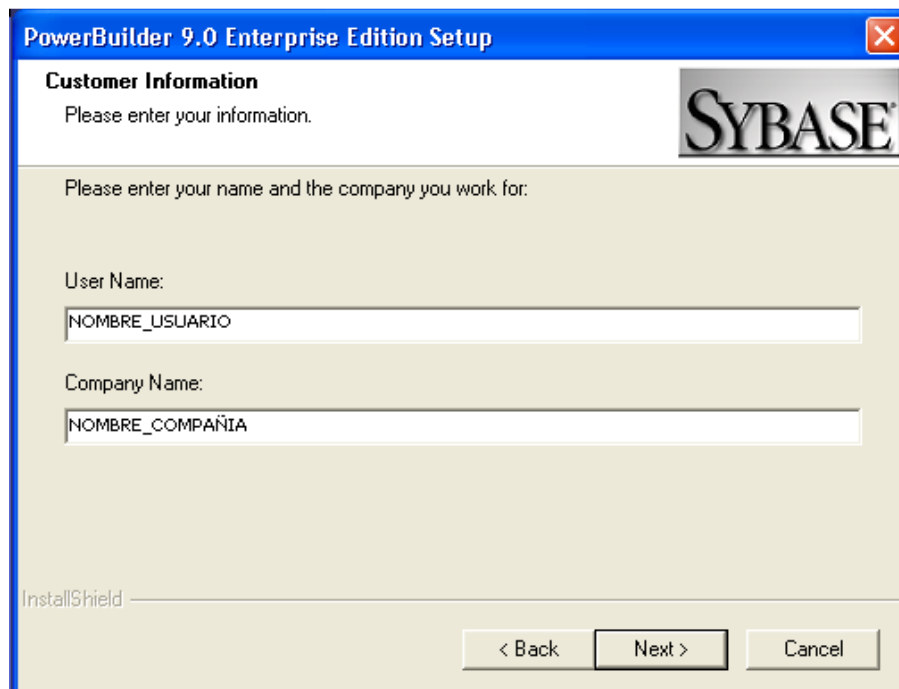 PowerBuilder 9.0 Enterprise Edition Setup
Customer Information
Please enter your information.
SYBASE
Please enter your name and the company you work for:
User Name:
NOMBRE_USUARIO
Company Name:
NOMBRE_COMPAÑIA
InstallShield
< Back Next > Cancel